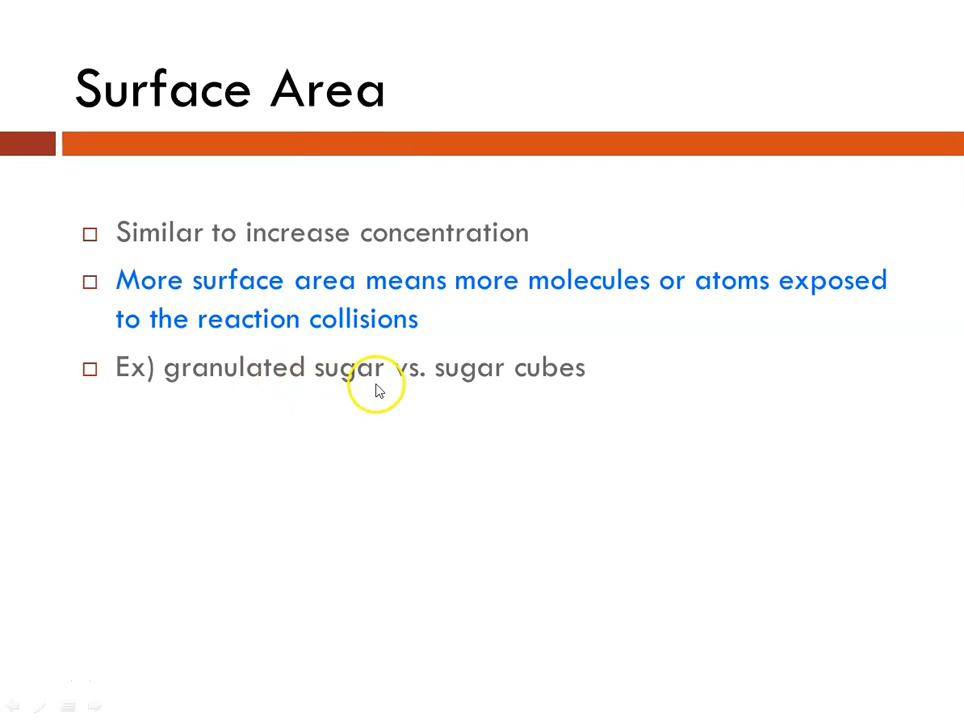 Surface Area
Similar to increase concentration
More surface area means more molecules or atoms exposed
to the reaction collisions
Ex) granulated sugar vs. sugar cubes